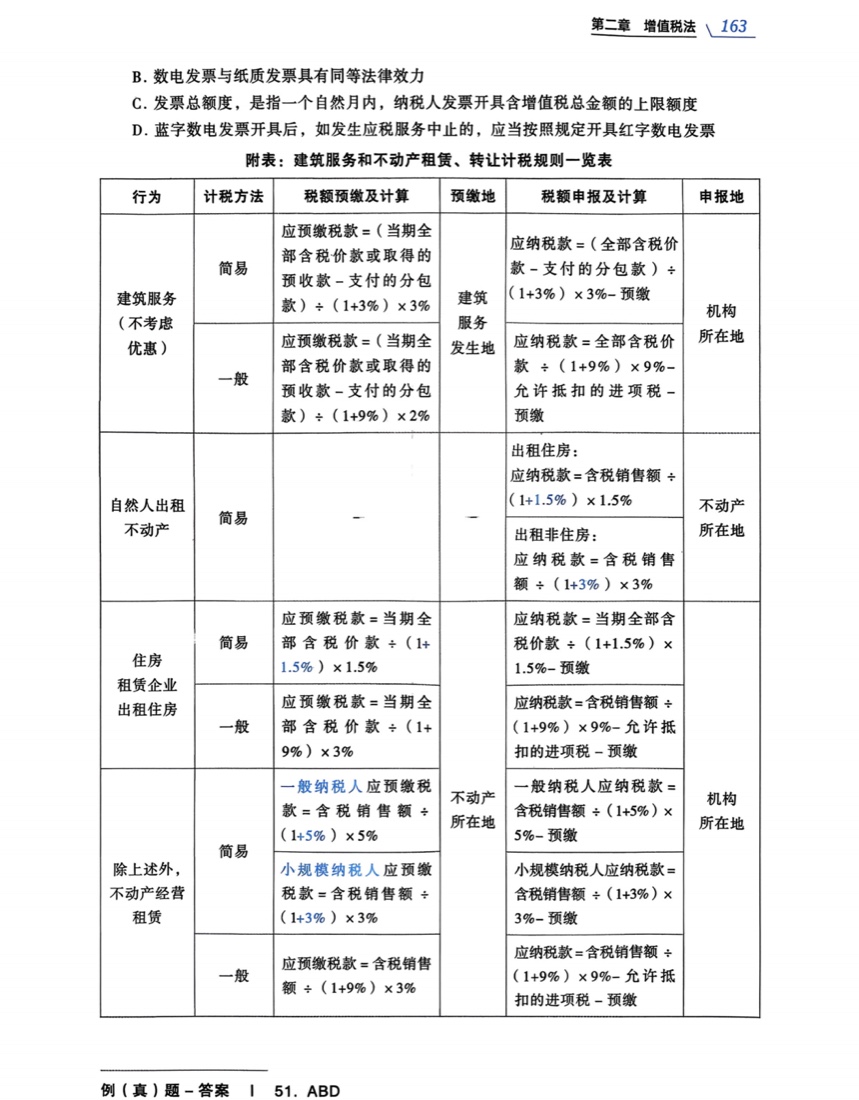 第二章 增值税法 163
B. 数电发票与纸质发票具有同等法律效力
C. 发票总额度，是指一个自然月内，纳税人发票开具含增值税总金额的上限额度
D. 蓝字数电发票开具后，如发生应税服务中止的，应当按照规定开具红字数电发票
附表：建筑服务和不动产租赁、转让计税规则一览表
行为 计税方法 税额预缴及计算 预缴地 税额申报及计算 申报地
建筑服务
（不考虑
优惠）
简易
应预缴税款=（当期全
部含税价款或取得的
预收款-支付的分包
款）÷（1+3%）×3%
建筑
服务
发生地
应纳税款=（全部含税价
款-支付的分包款）÷
（1+3%）×3%-预缴
机构
所在地
一般
应预缴税款=（当期全
部含税价款或取得的
预收款-支付的分包
款）÷（1+9%）×2%
应纳税款=全部含税价
款÷（1+9%）×9%-
允许抵扣的进项税-
预缴
自然人出租
不动产
简易
—
—
出租住房：
应纳税款=含税销售额÷
（1+1.5%）×1.5%
出租非住房：
应纳税款=含税销售
额÷（1+3%）×3%
不动产
所在地
住房
租赁企业
出租住房
简易
应预缴税款=当期全
部含税价款÷（1+
1.5%）×1.5%
应纳税款=当期全部含
税价款÷（1+1.5%）×
1.5%-预缴
一般
应预缴税款=当期全
部含税价款÷（1+
9%）×3%
应纳税款=含税销售额÷
（1+9%）×9%-允许抵
扣的进项税-预缴
不动产
所在地
机构
所在地
除上述外，
不动产经营
租赁
简易
一般纳税人应预缴税
款=含税销售额÷
（1+5%）×5%
一般纳税人应纳税款=
含税销售额÷（1+5%）×
5%-预缴
小规模纳税人应预缴
税款=含税销售额÷
（1+3%）×3%
小规模纳税人应纳税款=
含税销售额÷（1+3%）×
3%-预缴
一般
应预缴税款=含税销售
额÷（1+9%）×3%
应纳税款=含税销售额÷
（1+9%）×9%-允许抵
扣的进项税-预缴
例（真）题-答案 | 51. ABD